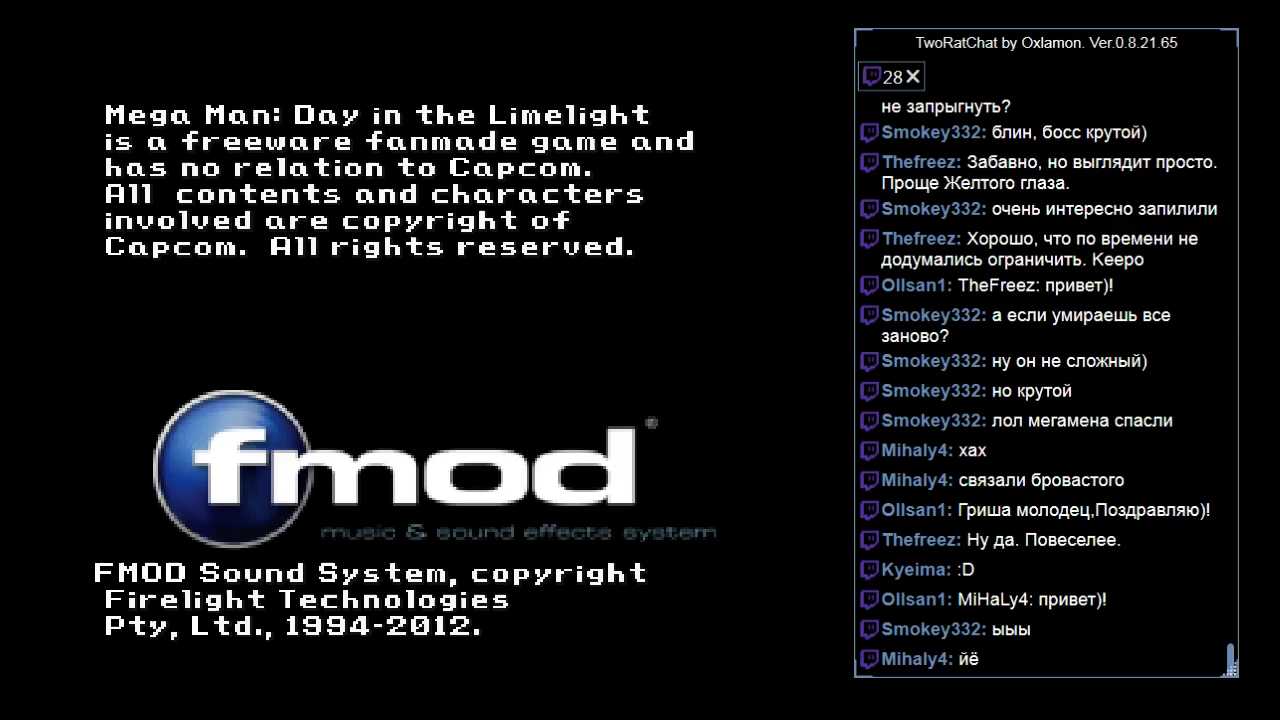 Mega Man: Day in the Limelight
is a freeware fanmade game and
has no relation to Capcom.
All contents and characters
involved are copyright of
Capcom. All rights reserved.
fmod®
music & sound effects system
FMOD Sound System, copyright
Firelight Technologies
Pty, Ltd., 1994-2012.
TwoRatChat by Oxlamon. Ver.0.8.21.65
28
не запрыгнуть?
Smokey332: блин, босс крутой)
Thefreez: Забавно, но выглядит просто.
Проще Желтого глаза.
Smokey332: очень интересно запилили
Thefreez: Хорошо, что по времени не
додумались ограничить. Keepo
Ollsan1: TheFreez: привет)!
Smokey332: а если умираешь все
заново?
Smokey332: ну он не сложный)
Smokey332: но крутой
Smokey332: лол мегамена спасли
Mihaly4: хах
Mihaly4: связали бровастого
Ollsan1: Гриша молодец,Поздравляю)!
Thefreez: Ну да. Повеселее.
Kyeima: :D
Ollsan1: MiHaLy4: привет)!
Smokey332: ыыы
Mihaly4: йё